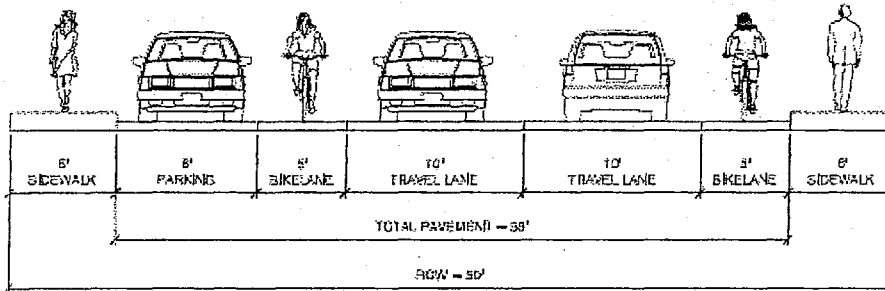 6' 8' 5' 10' 10' 5' 6'
SIDEWALK PARKING BIKELANE TRAVEL LANE TRAVEL LANE BIKELANE SIDEWALK
TOTAL PAVEMENT = 38'
ROW = 50'